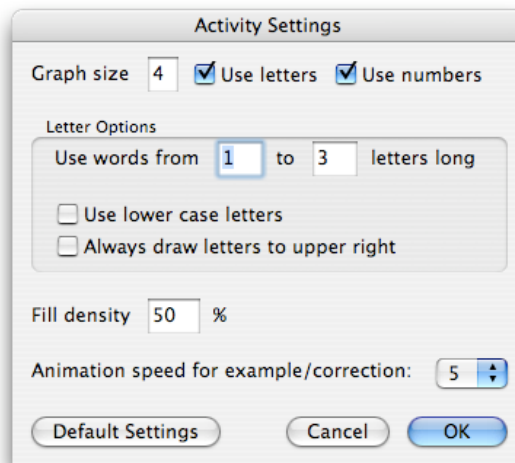 Activity Settings
Graph size 4 Use letters Use numbers
Letter Options
Use words from 1 to 3 letters long
Use lower case letters
Always draw letters to upper right
Fill density 50 %
Animation speed for example/correction: 5
Default Settings Cancel OK